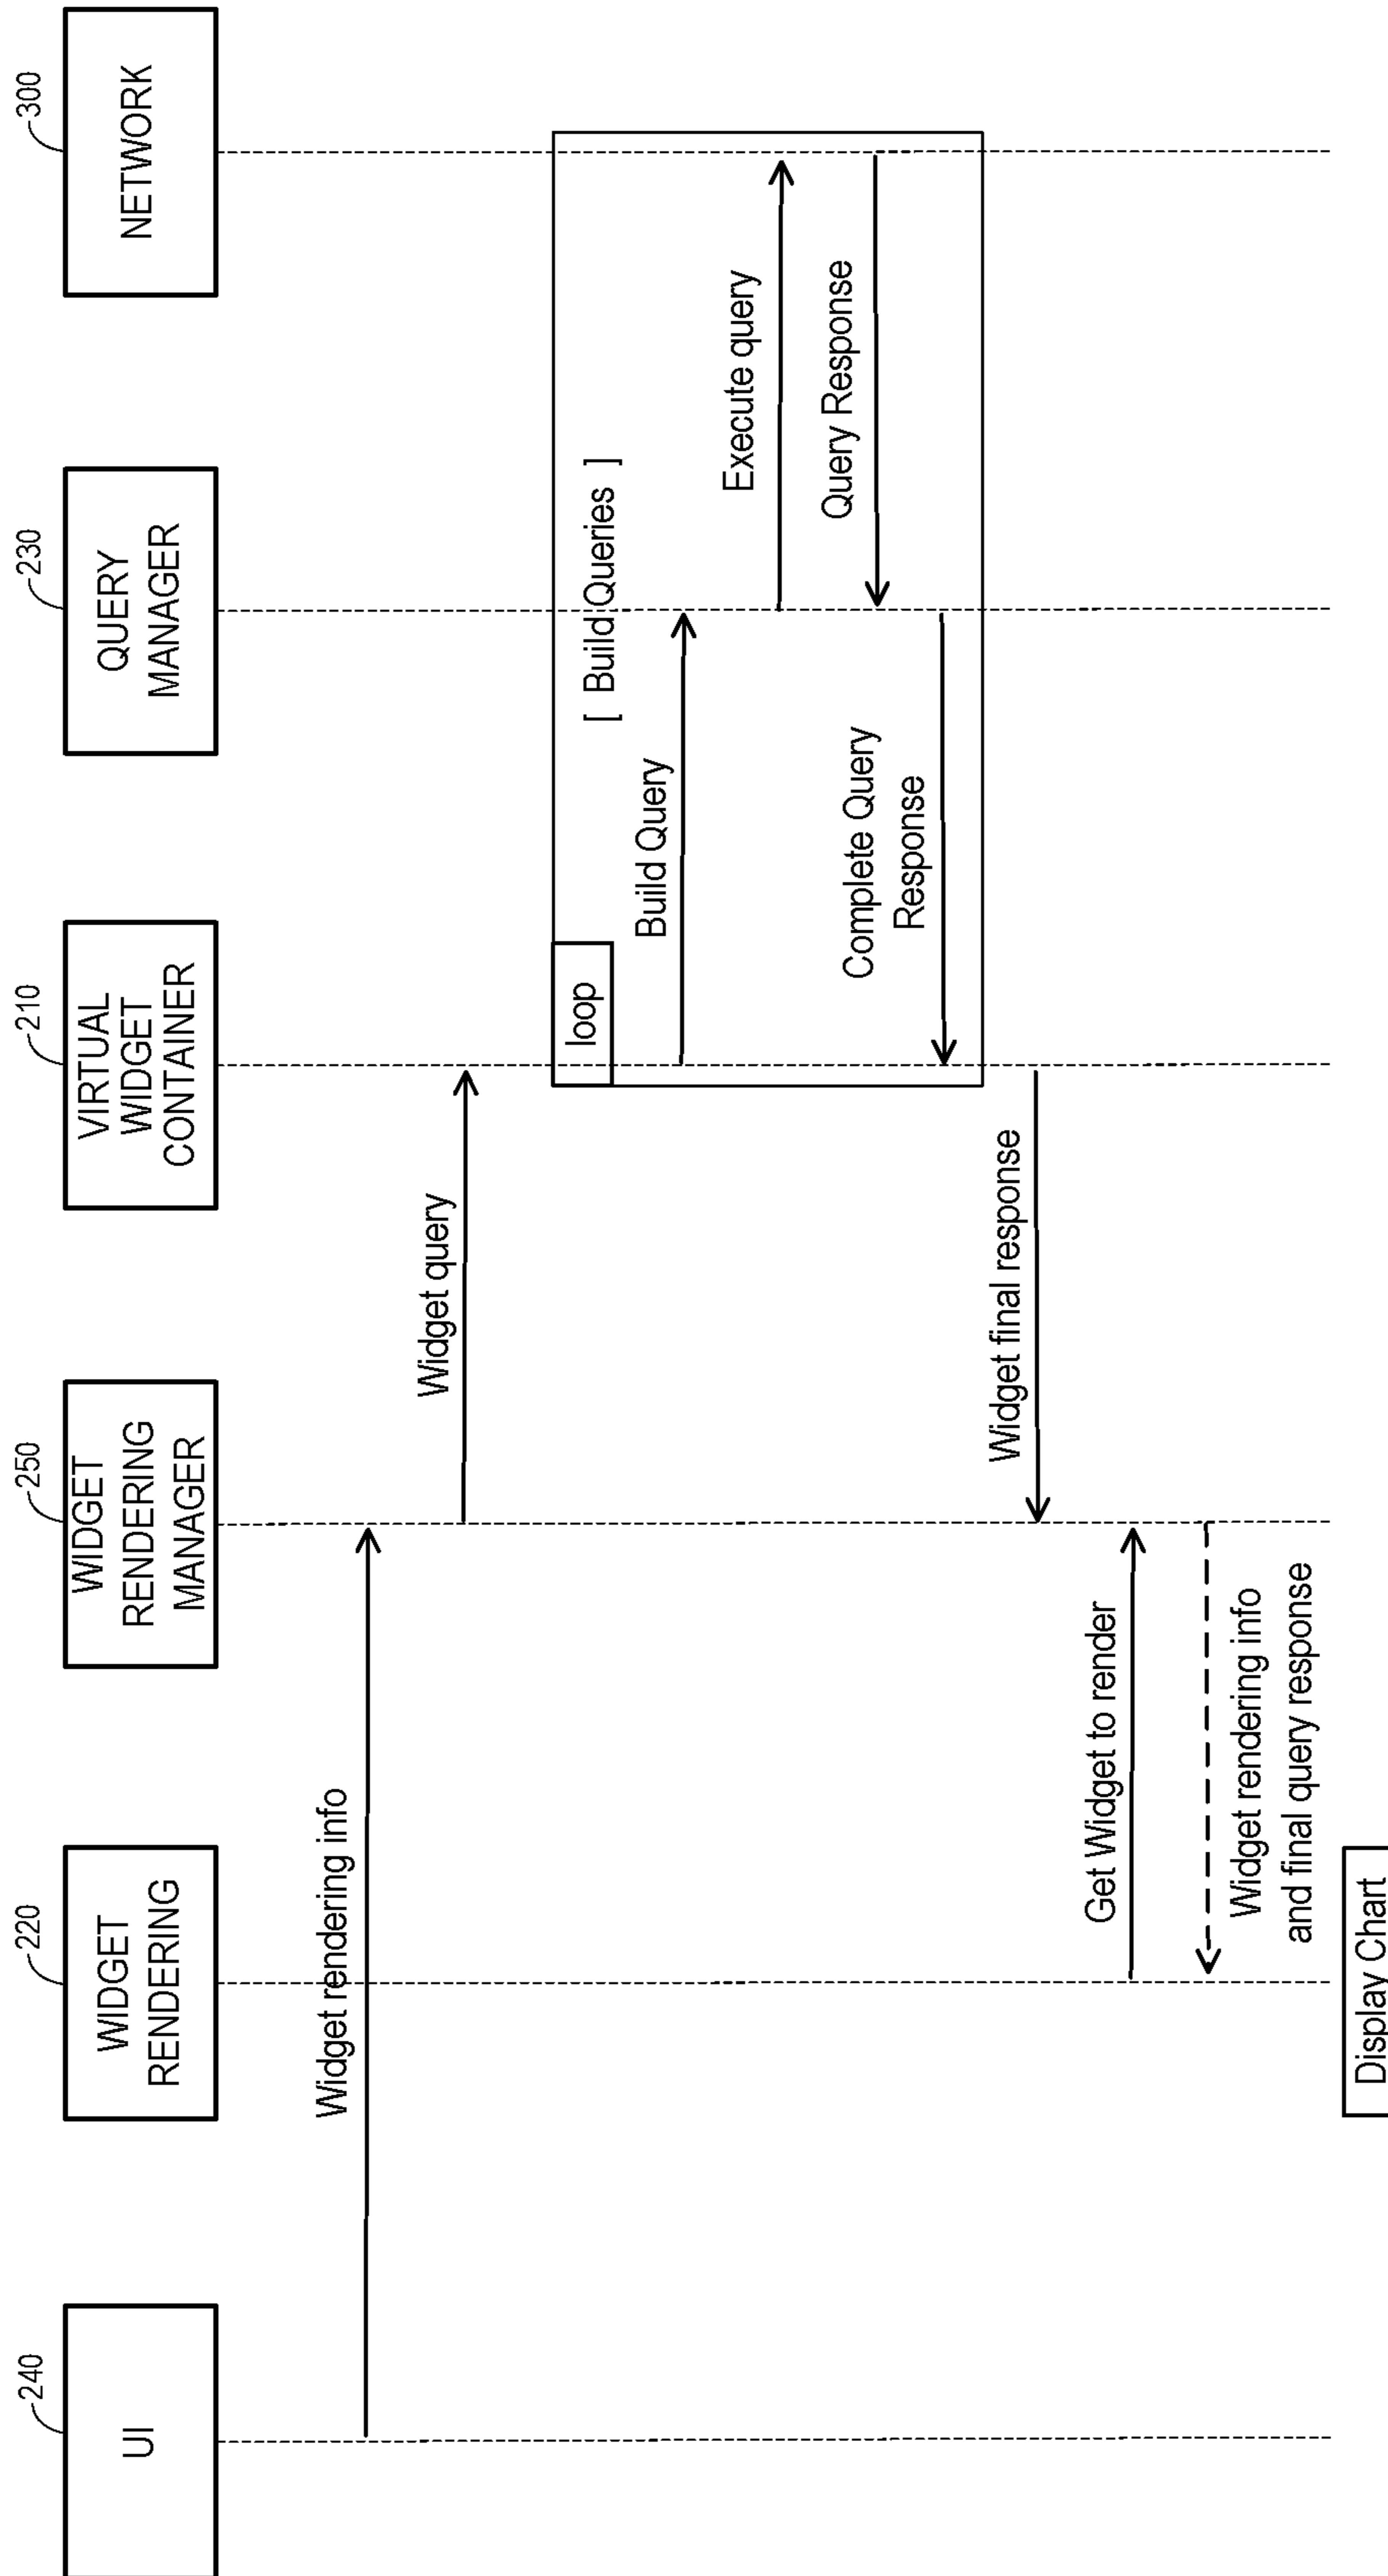 240
UI
220
WIDGET
RENDERING
250
WIDGET
RENDERING
MANAGER
210
VIRTUAL
WIDGET
CONTAINER
230
QUERY
MANAGER
300
NETWORK
Widget rendering info
Widget query
loop
[ Build Queries ]
Build Query
Execute query
Query Response
Complete Query
Response
Widget final response
Get Widget to render
Widget rendering info
and final query response
Display Chart